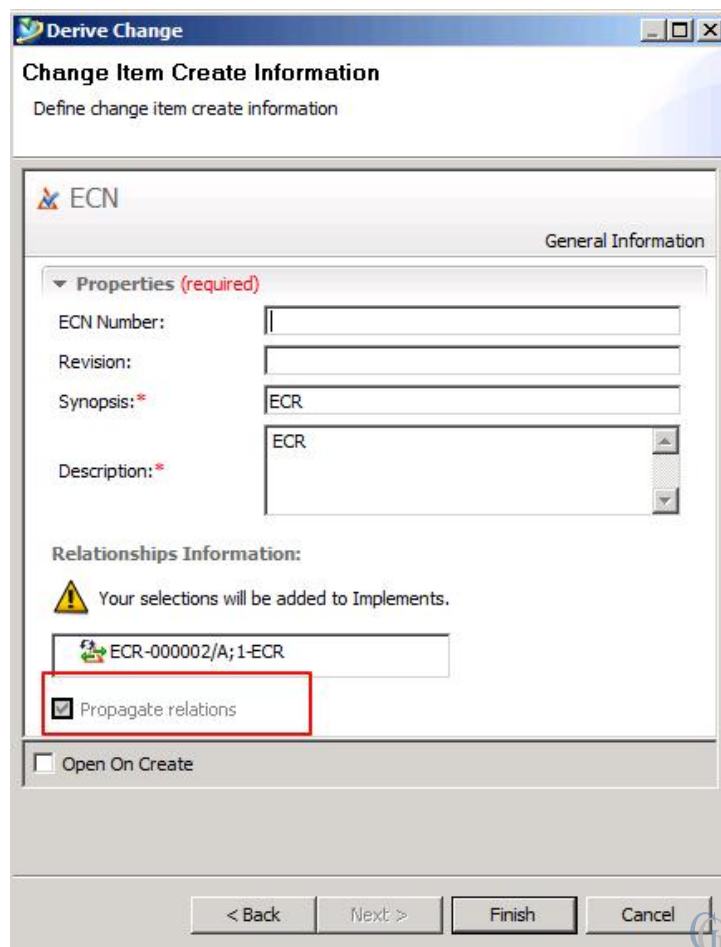 Derive Change
Change Item Create Information
Define change item create information
ECN
General Information
Properties (required)
ECN Number:
Revision:
Synopsis:* ECR
Description:* ECR
Relationships Information:
Your selections will be added to Implements.
ECR-000002/A;1-ECR
Propagate relations
Open On Create
< Back Next > Finish Cancel